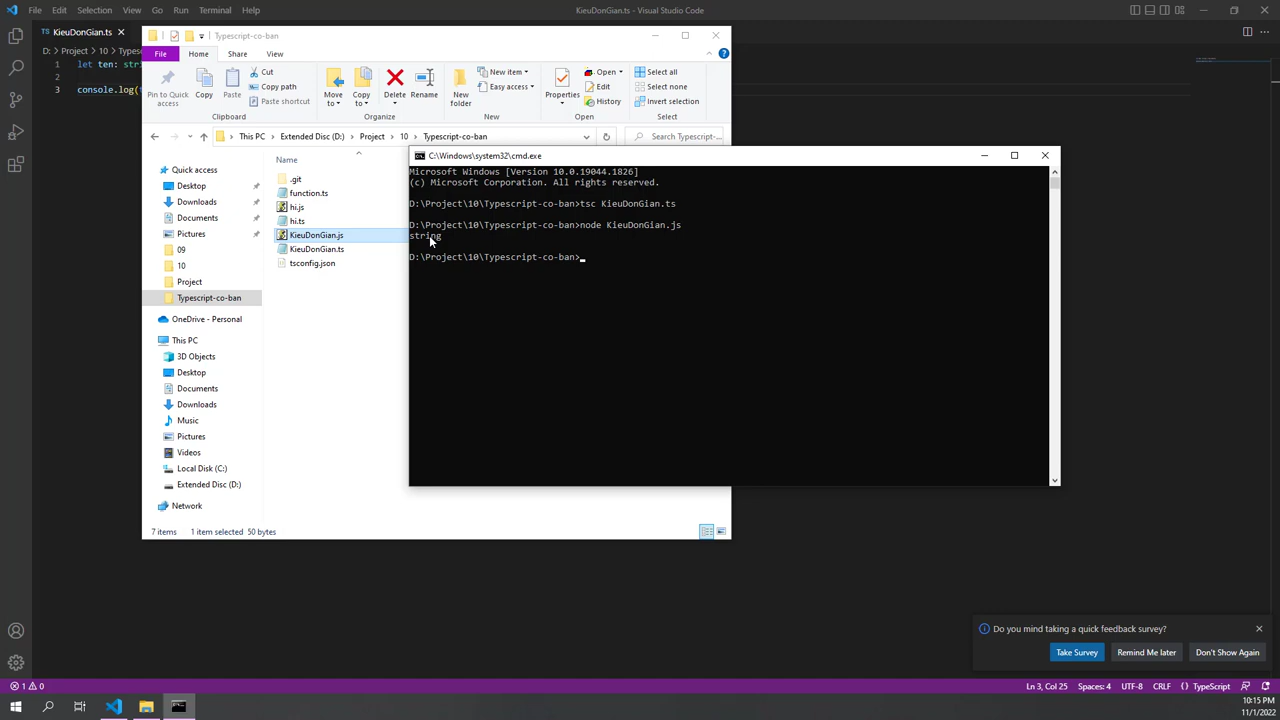 File Edit Selection View Go Run Terminal Help
KieuDonGian.ts - Visual Studio Code
TS KieuDonGian.ts
D: > Project > 10 >
1 let ten:
2
3 console.log(
Typescript-co-ban
File Home Share View
Pin to Quick access
Copy
Paste
Cut
Copy path
Paste shortcut
Clipboard
Move to
Copy to
Delete
Rename
Organize
New folder
New item
Easy access
New
Properties
Open
Edit
History
Open
Select all
Select none
Invert selection
Select
This PC > Extended Disc (D:) > Project > 10 > Typescript-co-ban
Search Typescript-...
Quick access
Desktop
Downloads
Documents
Pictures
09
10
Project
Typescript-co-ban
OneDrive - Personal
This PC
3D Objects
Desktop
Documents
Downloads
Music
Pictures
Videos
Local Disk (C:)
Extended Disc (D:)
Network
Name
.git
function.ts
hi.js
hi.ts
KieuDonGian.js
KieuDonGian.ts
tsconfig.json
7 items 1 item selected 50 bytes
C:\Windows\system32\cmd.exe
Microsoft Windows [Version 10.0.19044.1826]
(c) Microsoft Corporation. All rights reserved.
D:\Project\10\Typescript-co-ban>tsc KieuDonGian.ts
D:\Project\10\Typescript-co-ban>node KieuDonGian.js
string
D:\Project\10\Typescript-co-ban>
Do you mind taking a quick feedback survey?
Take Survey
Remind Me later
Don't Show Again
1 0
Ln 3, Col 25 Spaces: 4 UTF-8 CRLF {} TypeScript
10:15 PM
11/1/2022